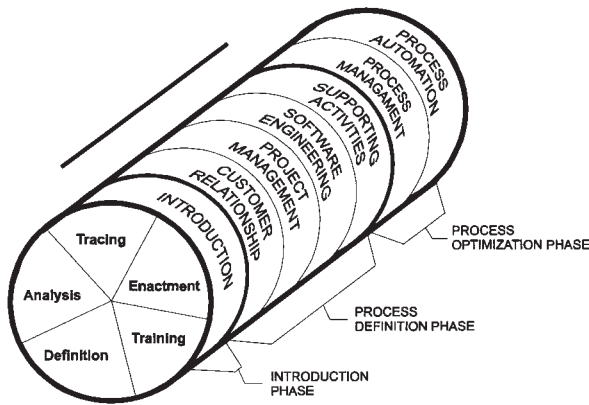 PROCESS
AUTOMATION
PROCESS
MANAGAMENT
SUPPORTING
ACTIVITIES
SOFTWARE
ENGINEERING
PROJECT
MANAGEMENT
CUSTOMER
RELATIONSHIP
INTRODUCTION
Tracing
Analysis
Enactment
Definition
Training
PROCESS
OPTIMIZATION PHASE
PROCESS
DEFINITION PHASE
INTRODUCTION
PHASE